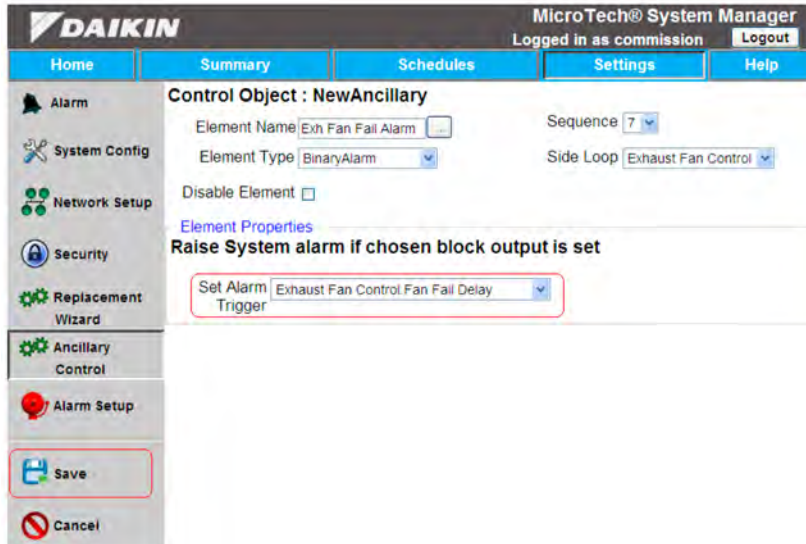 DAIKIN
MicroTech® System Manager
Logged in as commission Logout
Home Summary Schedules Settings Help
Alarm
System Config
Network Setup
Security
Replacement
Wizard
Ancillary
Control
Alarm Setup
Save
Cancel
Control Object : NewAncillary
Element Name Exh Fan Fail Alarm ... Sequence 7
Element Type BinaryAlarm Side Loop Exhaust Fan Control
Disable Element
Element Properties
Raise System alarm if chosen block output is set
Set Alarm Exhaust Fan Control.Fan Fail Delay
Trigger